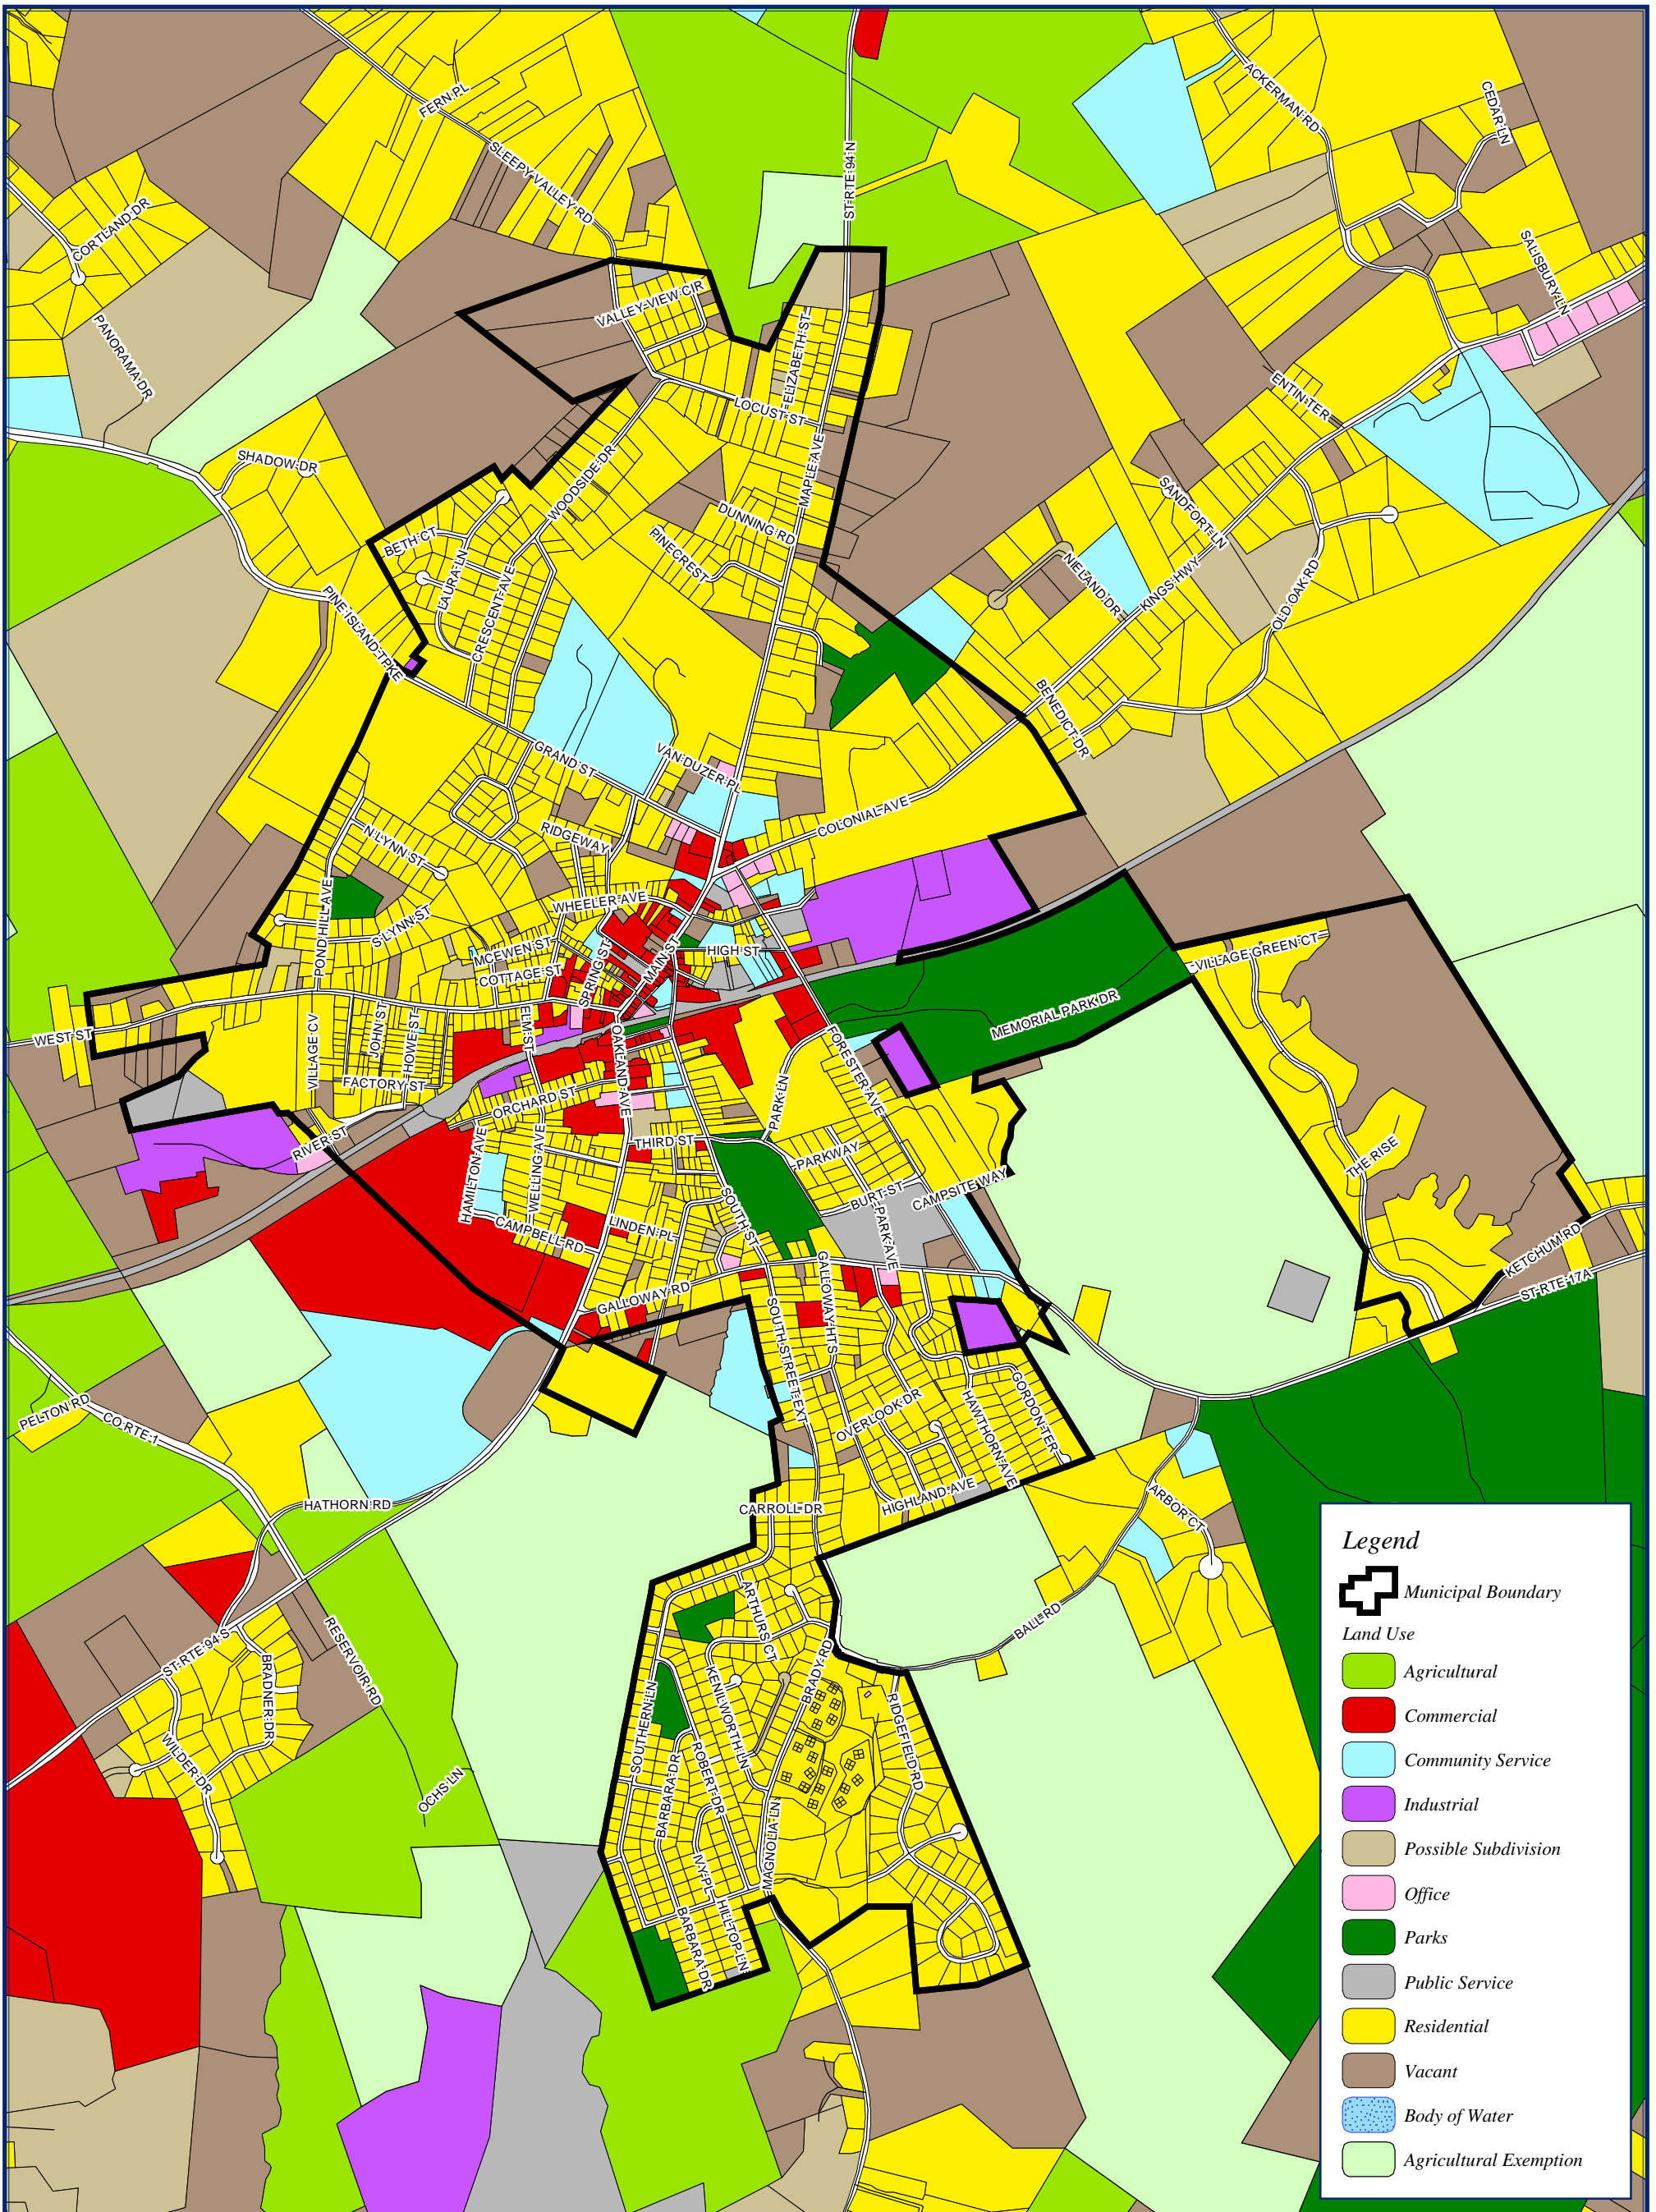 ACKERMAN RD
CEDAR LN
FERN PL
SLEEPY VALLEY RD
ST RTE 94 N
CORTLAND DR
SALISBURY LN
VALLEY VIEW CIR
PANORAMA DR
ELIZABETH ST
ENTIN TER
LOCUST ST
SHADOW DR
WOODSIDE DR
MAPLE AVE
SANDFORT LN
DUNNING RD
BETH CT
PINECREST
LAURA LN
NIELAND DR
KINGS HWY
OLD OAK RD
CRESCENT AVE
PINE ISLAND TPKE
BENEDICT DR
GRAND ST
VAN DUZER PL
COLONIAL AVE
N LYNN ST
RIDGEWAY
WHEELER AVE
POND HILL AVE
S LYNN ST
MCEWEN ST
HIGH ST
VILLAGE GREEN CT
COTTAGE ST
SPRING ST
MAIN ST
MEMORIAL PARK DR
WEST ST
VILLAGE CV
JOHN ST
HOWE ST
ELM ST
OAKLAND AVE
FORESTER AVE
FACTORY ST
ORCHARD ST
PARK LN
RIVER ST
THIRD ST
PARKWAY
THE RISE
HAMILTON AVE
WELLING AVE
BURT ST
CAMPSITE WAY
SOUTH ST
PARK AVE
CAMPBELL RD
LINDEN PL
KETCHUM RD
ST RTE 17A
GALLOWAY RD
GALLOWAY HTS
SOUTH STREET EXT
PELTON RD
CO RTE 1
OVERLOOK DR
HAWTHORN AVE
GORDON TER
HATHORN RD
CARROLL DR
HIGHLAND AVE
ARBOR CT
ARTHURS CT
BALL RD
ST RTE 94 S
RESERVOIR RD
BRADNER DR
BRADY RD
KENILWORTH LN
SOUTHERN LN
RIDGEFIELD RD
WILDER DR
ROBERT DR
BARBARA DR
OCHS LN
MAGNOLIA LN
IVY PL
HILLTOP LN
BARBARA DR
Legend
Municipal Boundary
Land Use
Agricultural
Commercial
Community Service
Industrial
Possible Subdivision
Office
Parks
Public Service
Residential
Vacant
Body of Water
Agricultural Exemption